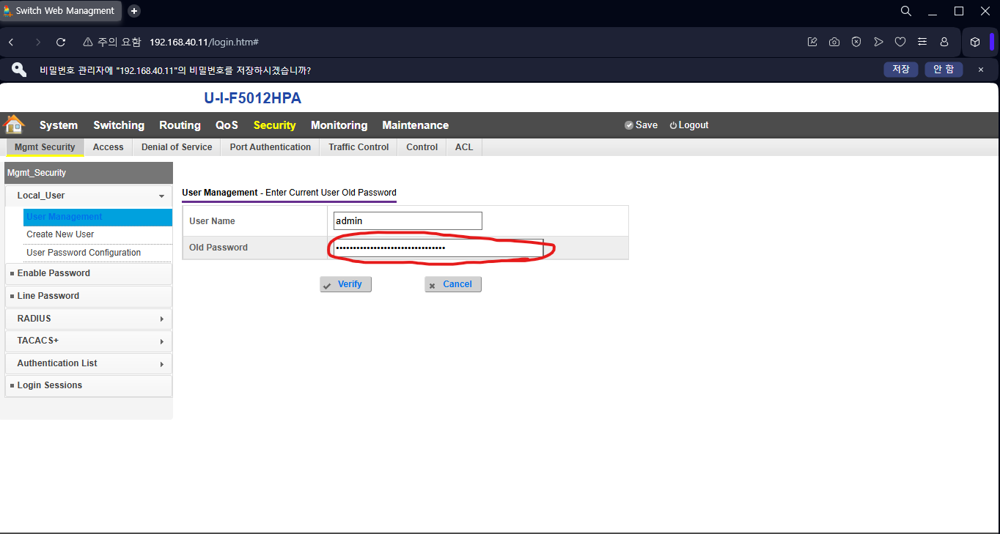 Switch Web Managment
주의 요함 192.168.40.11/login.htm#
비밀번호 관리자에 "192.168.40.11"의 비밀번호를 저장하시겠습니까? 저장 안 함
U-I-F5012HPA
System Switching Routing QoS Security Monitoring Maintenance Save Logout
Mgmt Security Access Denial of Service Port Authentication Traffic Control Control ACL
Mgmt_Security
Local_User
User Management
Create New User
User Password Configuration
Enable Password
Line Password
RADIUS
TACACS+
Authentication List
Login Sessions
User Management - Enter Current User Old Password
User Name admin
Old Password ••••••••••••••••••••••••••••••••
Verify Cancel